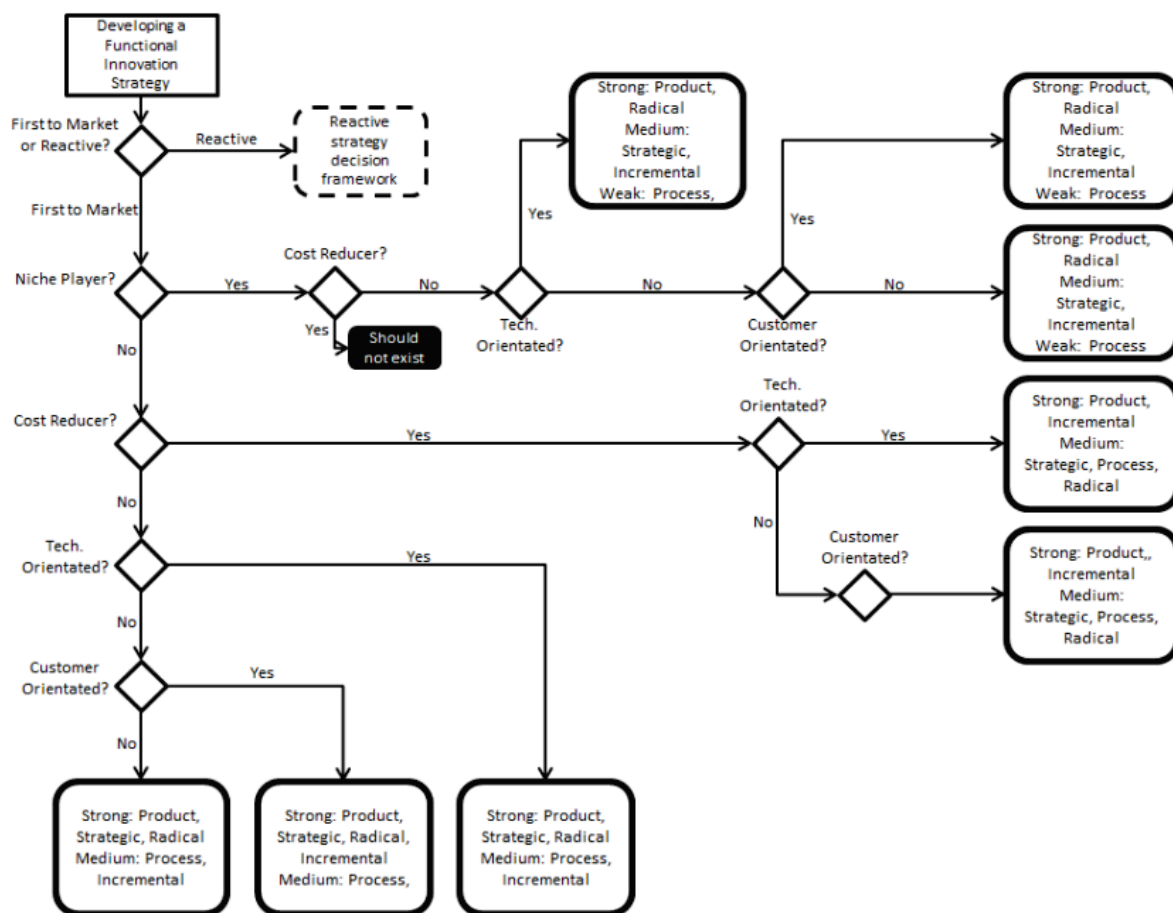 Developing a
Functional
Innovation
Strategy
First to Market
or Reactive?
Reactive
Reactive
strategy
decision
framework
First to Market
Niche Player?
Yes
Cost Reducer?
Yes
Should
not exist
No
Tech.
Orientated?
Yes
Strong: Product,
Radical
Medium:
Strategic,
Incremental
Weak: Process,
No
Customer
Orientated?
Yes
Strong: Product,
Radical
Medium:
Strategic,
Incremental
Weak: Process
No
Strong: Product,
Radical
Medium:
Strategic,
Incremental
Weak: Process
No
Cost Reducer?
Yes
Tech.
Orientated?
Yes
Strong: Product,
Incremental
Medium:
Strategic, Process,
Radical
No
Customer
Orientated?
Strong: Product,,
Incremental
Medium:
Strategic, Process,
Radical
No
Tech.
Orientated?
Yes
No
Customer
Orientated?
Yes
No
Strong: Product,
Strategic, Radical
Medium: Process,
Incremental
Strong: Product,
Strategic, Radical,
Incremental
Medium: Process,
Strong: Product,
Strategic, Radical
Medium: Process,
Incremental